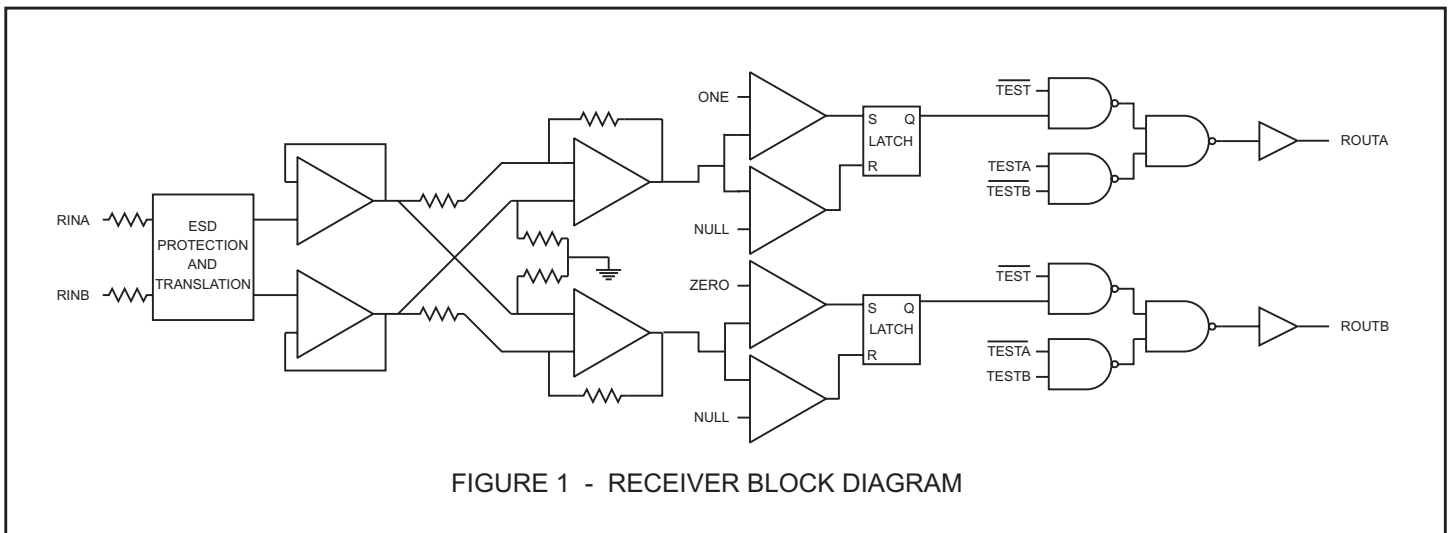 RINA
RINB
ESD
PROTECTION
AND
TRANSLATION
ONE
NULL
S Q
LATCH
R
TEST
TESTA
TESTB
ROUTA
ZERO
NULL
S Q
LATCH
R
TEST
TESTA
TESTB
ROUTB
FIGURE 1 - RECEIVER BLOCK DIAGRAM